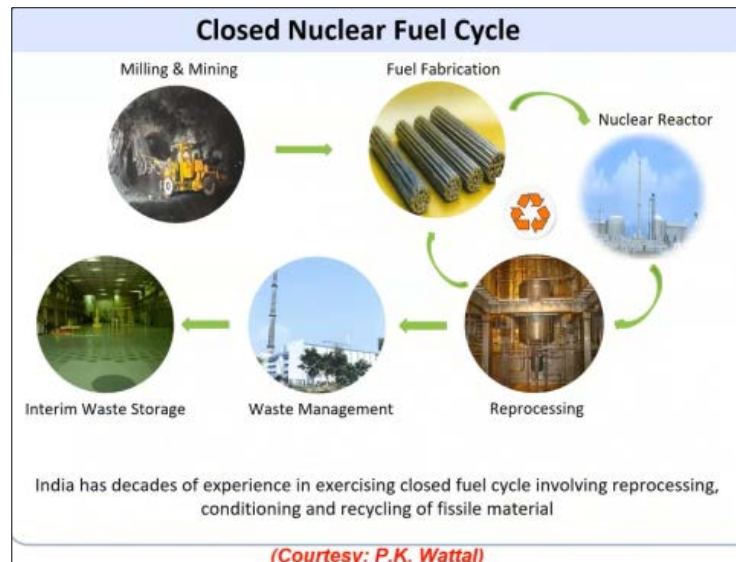 Closed Nuclear Fuel Cycle
Milling & Mining
Fuel Fabrication
Nuclear Reactor
Interim Waste Storage
Waste Management
Reprocessing
India has decades of experience in exercising closed fuel cycle involving reprocessing,
conditioning and recycling of fissile material
(Courtesy: P.K. Wattal)